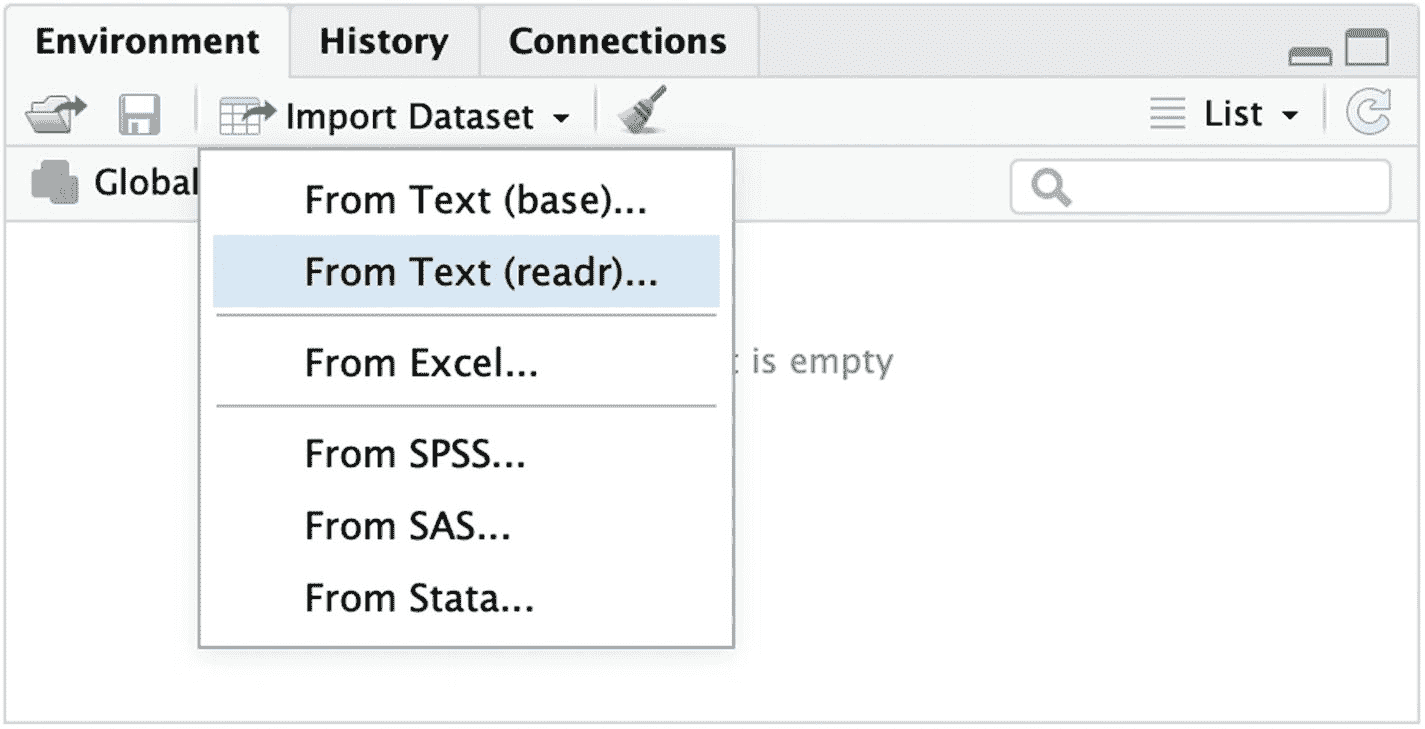 Environment History Connections
Import Dataset List
Global
From Text (base)...
From Text (readr)...
From Excel...
is empty
From SPSS...
From SAS...
From Stata...